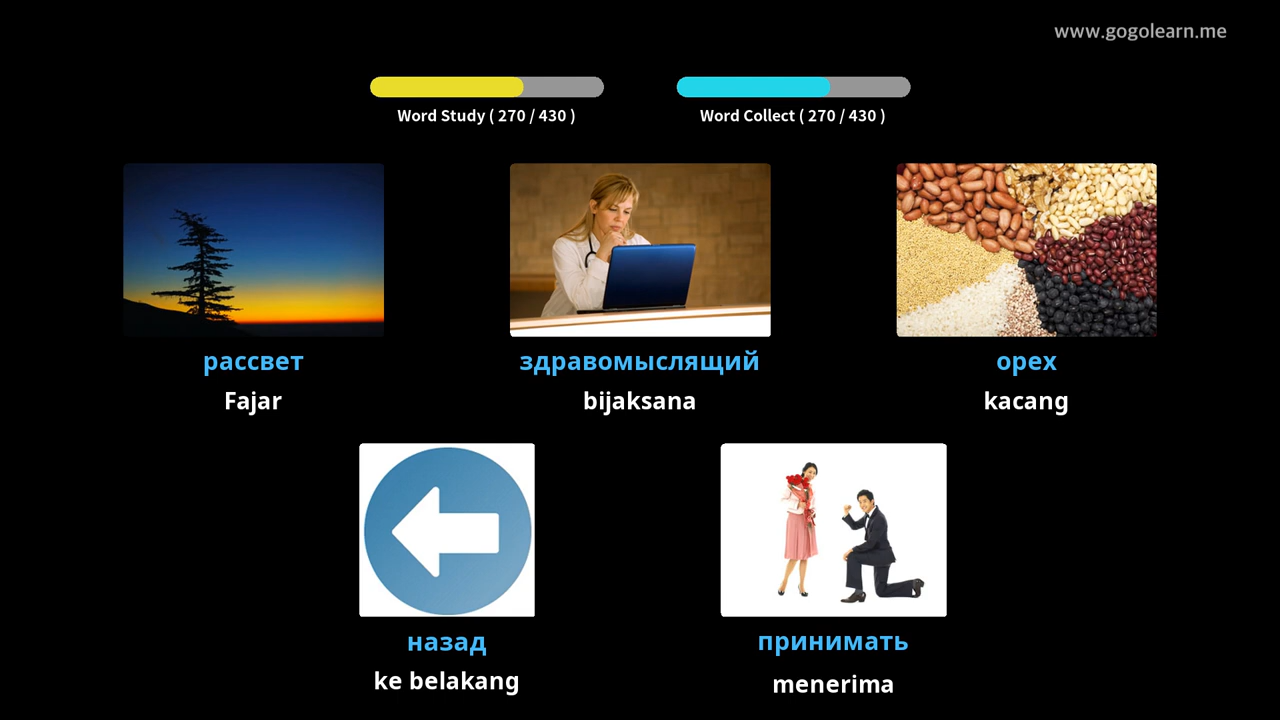 www.gogolearn.me
Word Study ( 270 / 430 )
Word Collect ( 270 / 430 )
рассвет
Fajar
здравомыслящий
bijaksana
орех
kacang
назад
ke belakang
принимать
menerima